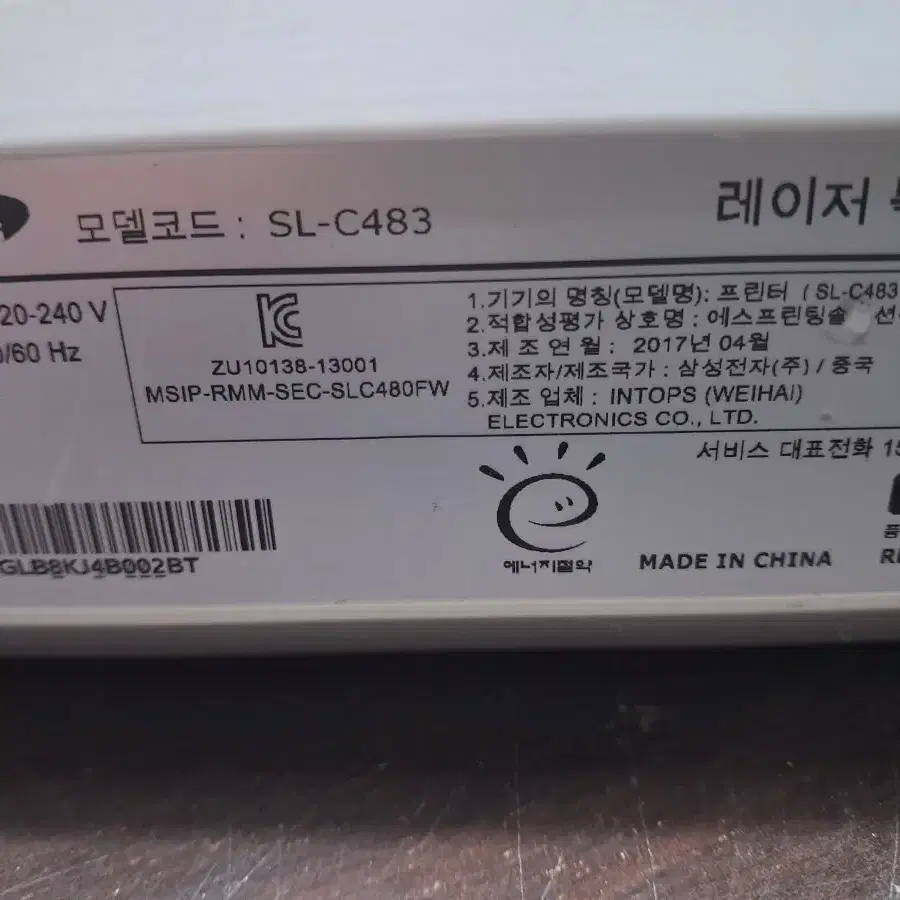 모델코드 : SL-C483
레이저
20-240 V
/60 Hz
ZU10138-13001
MSIP-RMM-SEC-SLC480FW
1.기기의 명칭(모델명): 프린터 ( SL-C483
2.적합성평가 상호명 : 에스프린팅솔 션
3.제 조 연 월 : 2017년 04월
4.제조자/제조국가 : 삼성전자(주) / 중국
5.제조 업체 : INTOPS (WEIHAI)
ELECTRONICS CO., LTD.
서비스 대표전화 15
GLB8KJ4B002BT
에너지절약
MADE IN CHINA